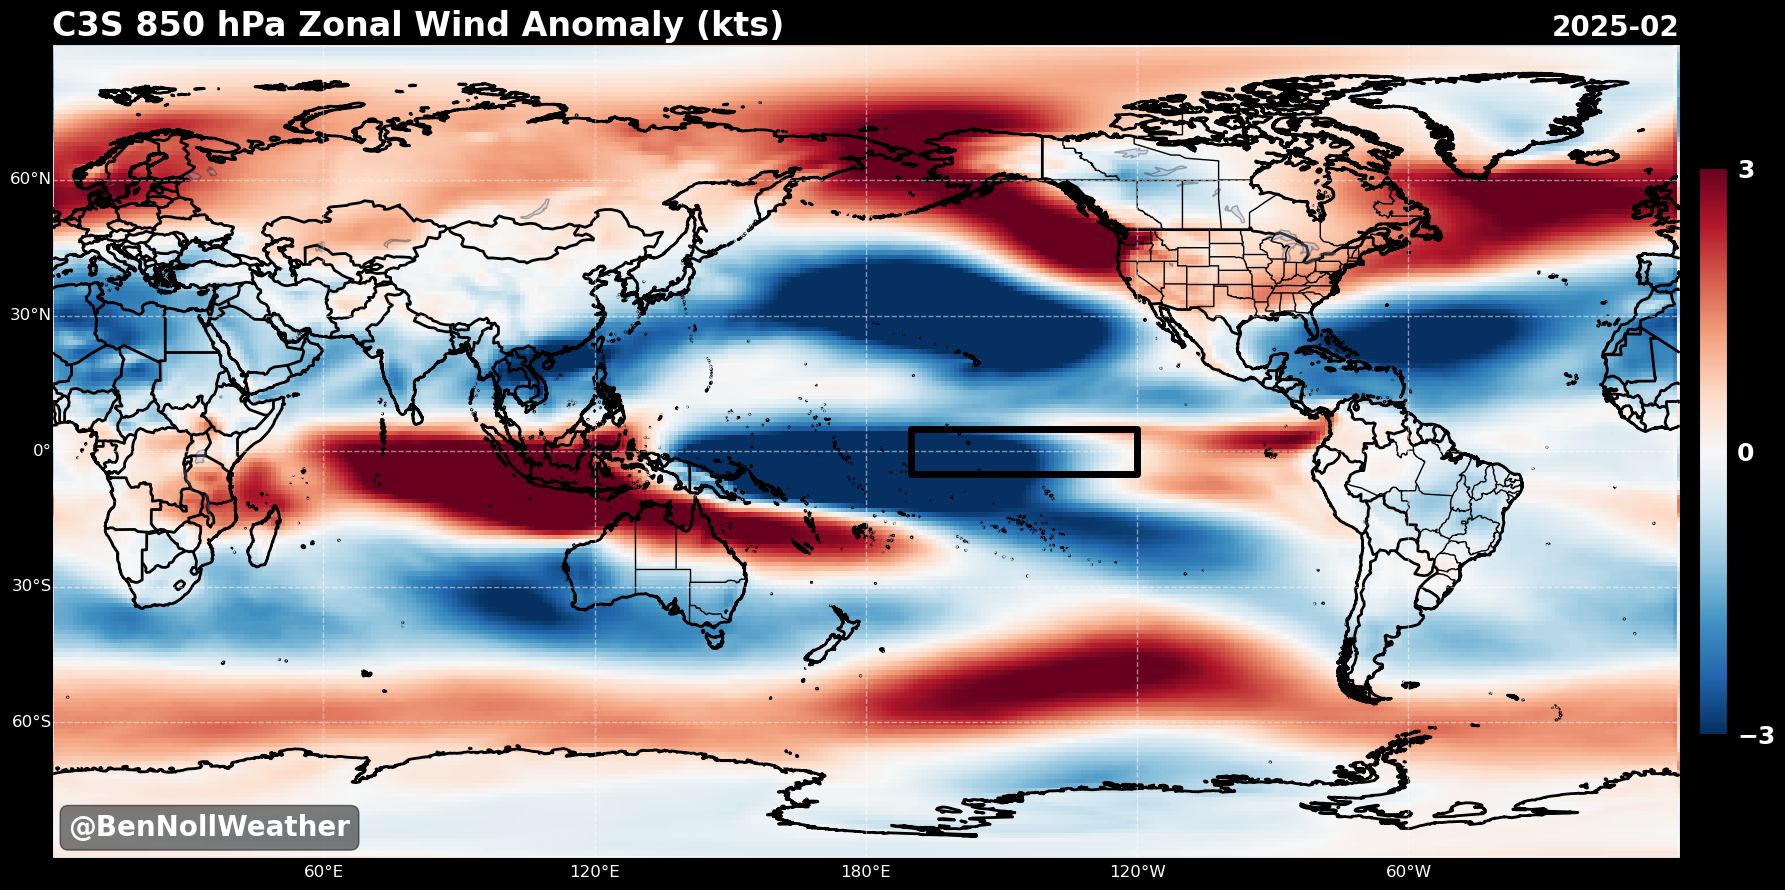 C3S 850 hPa Zonal Wind Anomaly (kts)
2025-02
60°N
30°N
0°
30°S
60°S
60°E
120°E
180°E
120°W
60°W
3
0
−3
@BenNollWeather